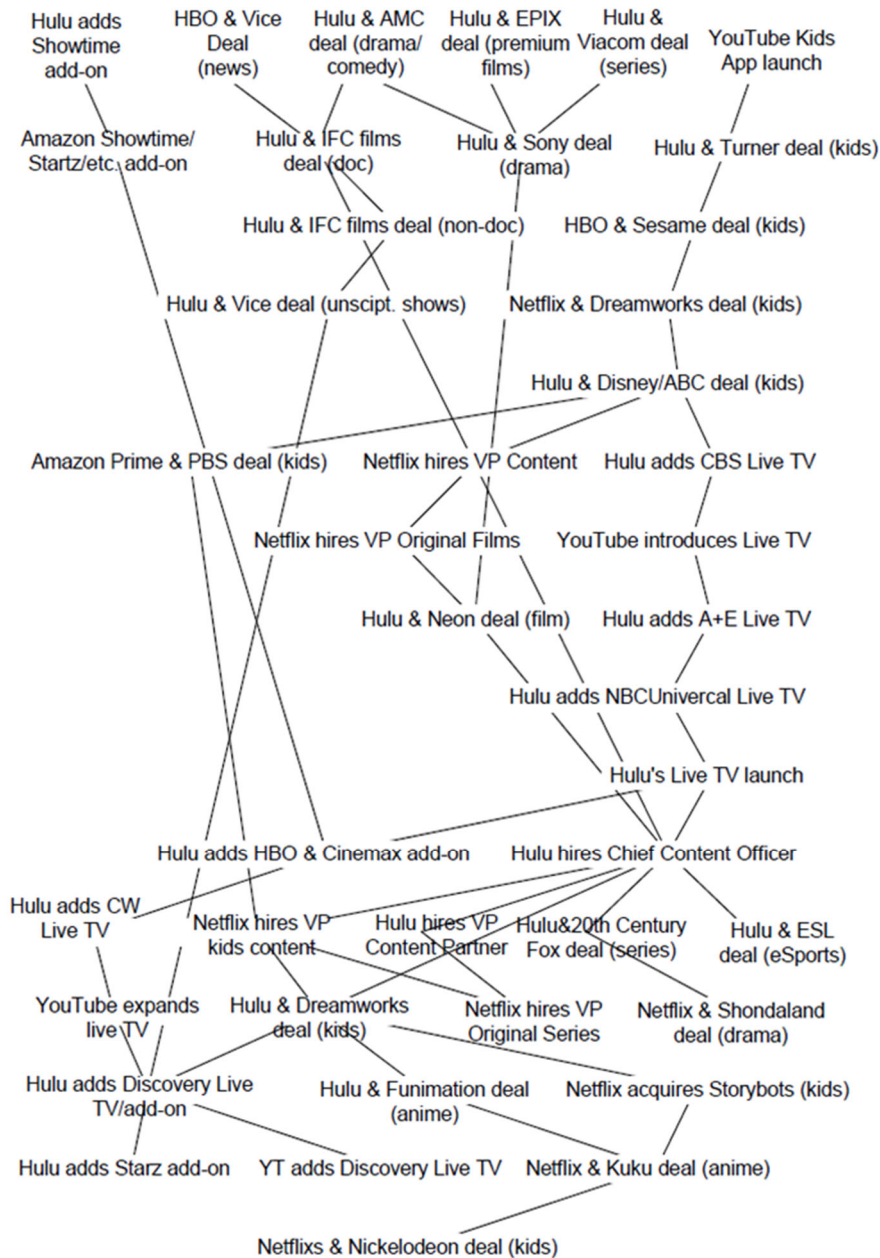 Hulu adds
Showtime
add-on
HBO & Vice
Deal
(news)
Hulu & AMC
deal (drama/
comedy)
Hulu & EPIX
deal (premium
films)
Hulu &
Viacom deal
(series)
YouTube Kids
App launch
Amazon Showtime/
Startz/etc. add-on
Hulu & IFC films
deal (doc)
Hulu & Sony deal
(drama)
Hulu & Turner deal (kids)
Hulu & IFC films deal (non-doc)
HBO & Sesame deal (kids)
Hulu & Vice deal (unscipt. shows)
Netflix & Dreamworks deal (kids)
Hulu & Disney/ABC deal (kids)
Amazon Prime & PBS deal (kids)
Netflix hires VP Content
Hulu adds CBS Live TV
Netflix hires VP Original Films
YouTube introduces Live TV
Hulu & Neon deal (film)
Hulu adds A+E Live TV
Hulu adds NBCUnivercal Live TV
Hulu's Live TV launch
Hulu adds HBO & Cinemax add-on
Hulu hires Chief Content Officer
Hulu adds CW
Live TV
Netflix hires VP
kids content
Hulu hires VP
Content Partner
Hulu&20th Century
Fox deal (series)
Hulu & ESL
deal (eSports)
YouTube expands
live TV
Hulu & Dreamworks
deal (kids)
Netflix hires VP
Original Series
Netflix & Shondaland
deal (drama)
Hulu adds Discovery Live
TV/add-on
Hulu & Funimation deal
(anime)
Netflix acquires Storybots (kids)
Hulu adds Starz add-on
YT adds Discovery Live TV
Netflix & Kuku deal (anime)
Netflixs & Nickelodeon deal (kids)